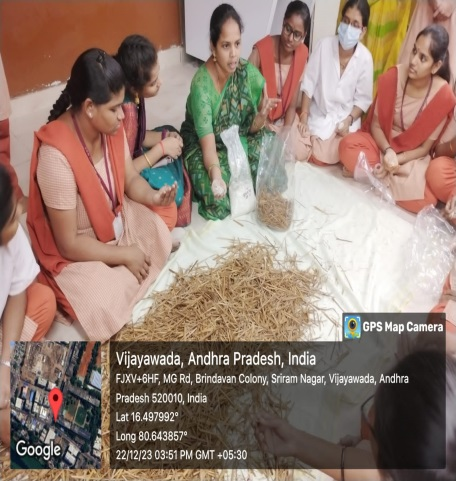 GPS Map Camera
Vijayawada, Andhra Pradesh, India
FJXV+6HF, MG Rd, Brindavan Colony, Sriram Nagar, Vijayawada, Andhra
Pradesh 520010, India
Lat 16.497992°
Long 80.643857°
22/12/23 03:51 PM GMT +05:30
Google